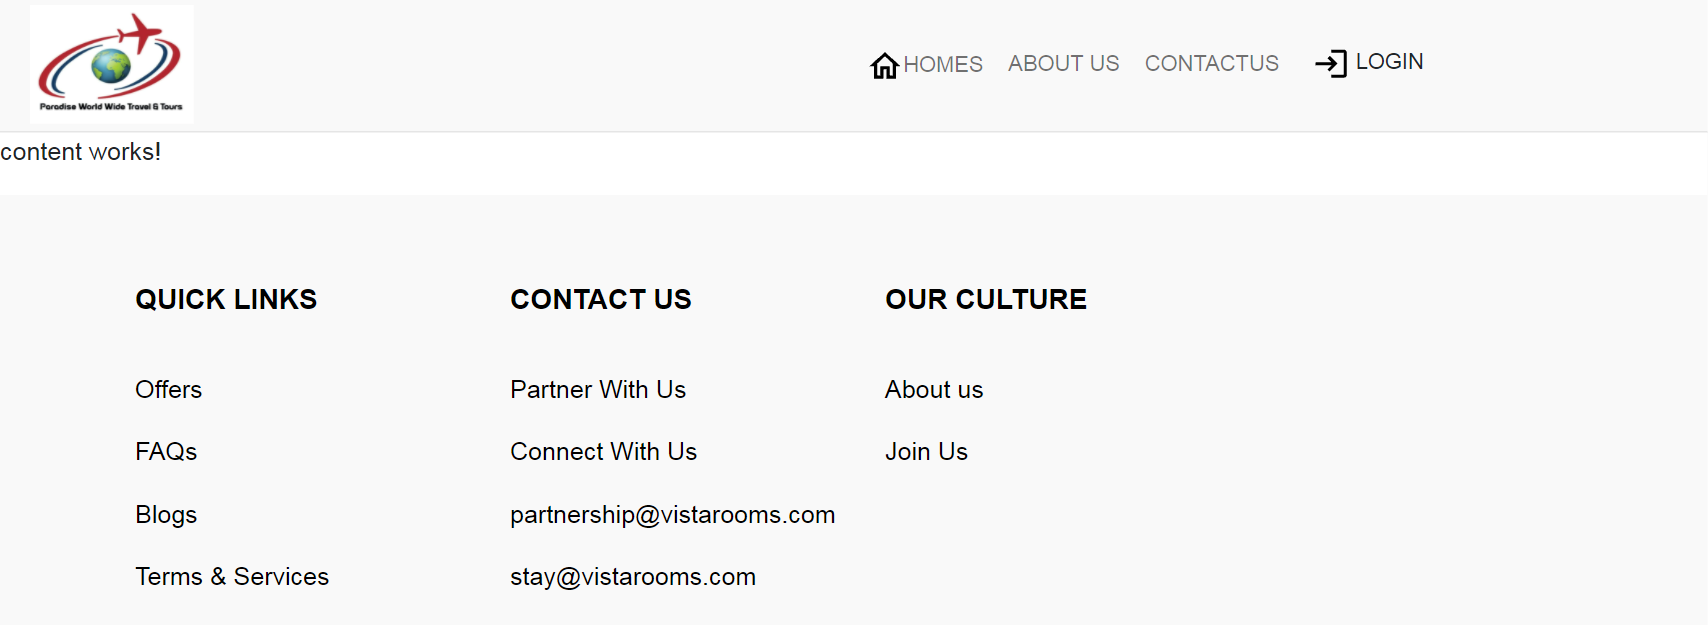 Paradise World Wide Travel & Tours
HOMES ABOUT US CONTACTUS LOGIN
content works!
QUICK LINKS
Offers
FAQs
Blogs
Terms & Services
CONTACT US
Partner With Us
Connect With Us
partnership@vistarooms.com
stay@vistarooms.com
OUR CULTURE
About us
Join Us